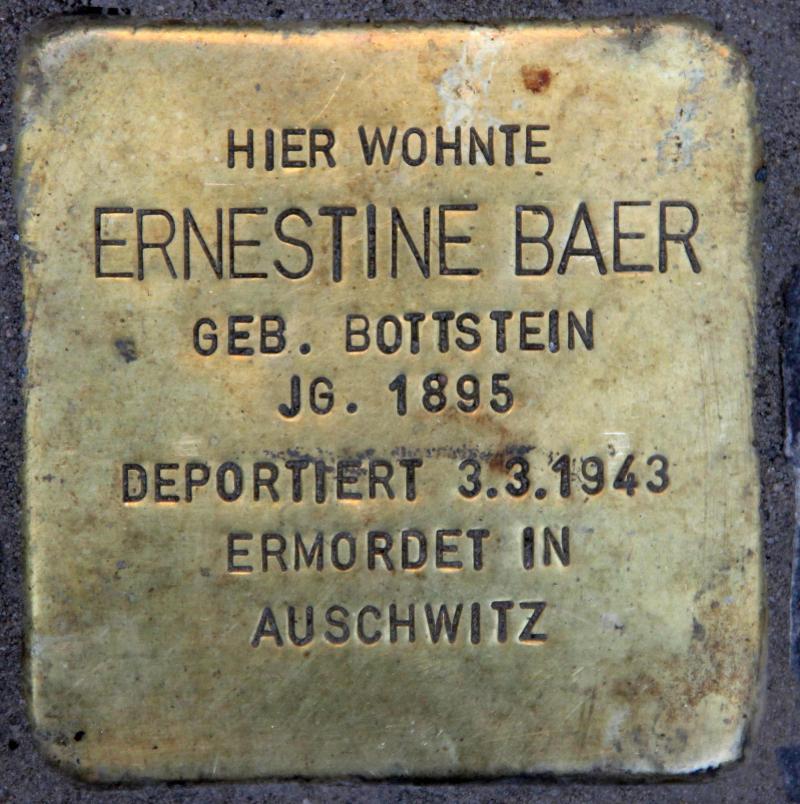 HIER WOHNTE
ERNESTINE BAER
GEB. BOTTSTEIN
JG. 1895
DEPORTIERT 3.3.1943
ERMORDET IN
AUSCHWITZ